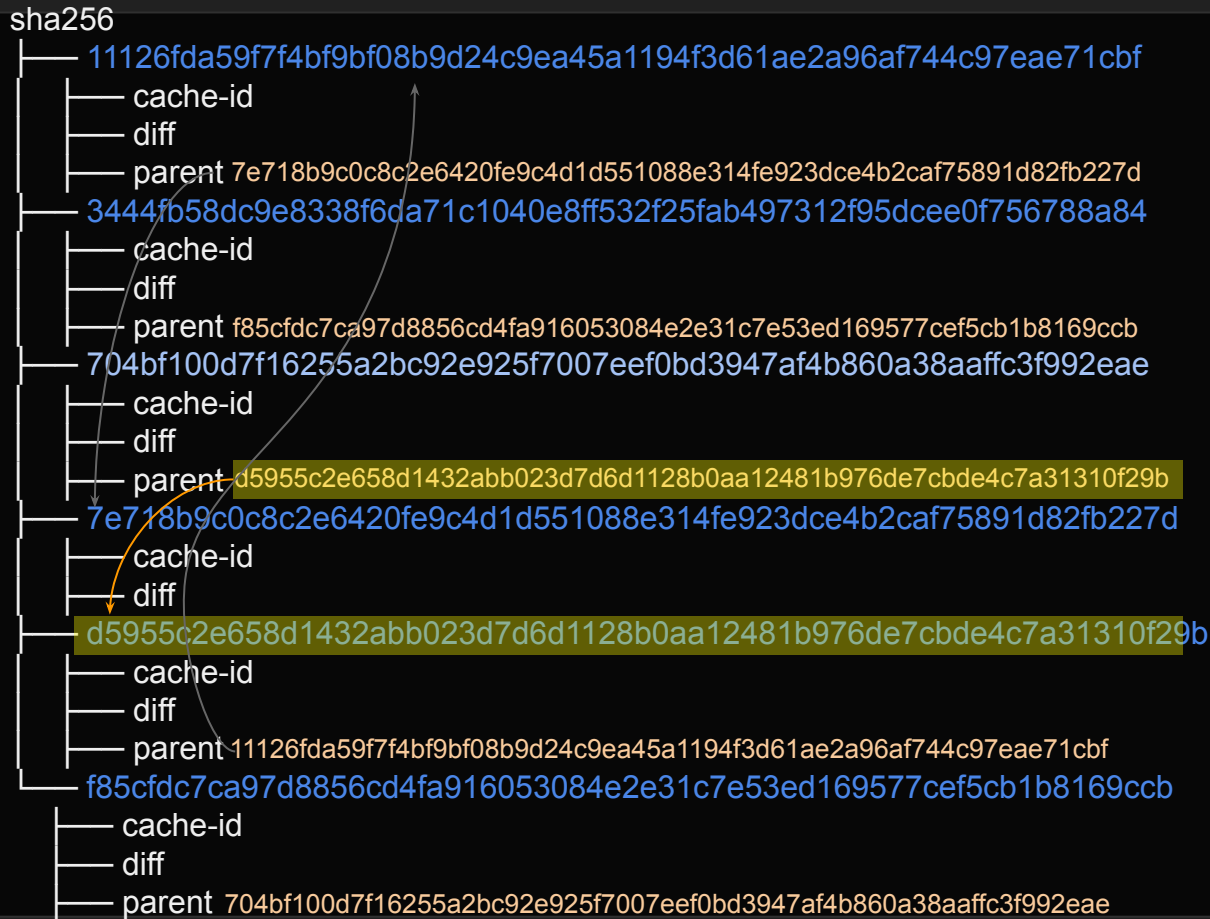 sha256
11126fda59f7f4bf9bf08b9d24c9ea45a1194f3d61ae2a96af744c97eae71cbf
cache-id
diff
parent 7e718b9c0c8c2e6420fe9c4d1d551088e314fe923dce4b2caf75891d82fb227d
3444fb58dc9e8338f6da71c1040e8ff532f25fab497312f95dcee0f756788a84
cache-id
diff
parent f85cfdc7ca97d8856cd4fa916053084e2e31c7e53ed169577cef5cb1b8169ccb
704bf100d7f16255a2bc92e925f7007eef0bd3947af4b860a38aaffc3f992eae
cache-id
diff
parent d5955c2e658d1432abb023d7d6d1128b0aa12481b976de7cbde4c7a31310f29b
7e718b9c0c8c2e6420fe9c4d1d551088e314fe923dce4b2caf75891d82fb227d
cache-id
diff
d5955c2e658d1432abb023d7d6d1128b0aa12481b976de7cbde4c7a31310f29b
cache-id
diff
parent 11126fda59f7f4bf9bf08b9d24c9ea45a1194f3d61ae2a96af744c97eae71cbf
f85cfdc7ca97d8856cd4fa916053084e2e31c7e53ed169577cef5cb1b8169ccb
cache-id
diff
parent 704bf100d7f16255a2bc92e925f7007eef0bd3947af4b860a38aaffc3f992eae